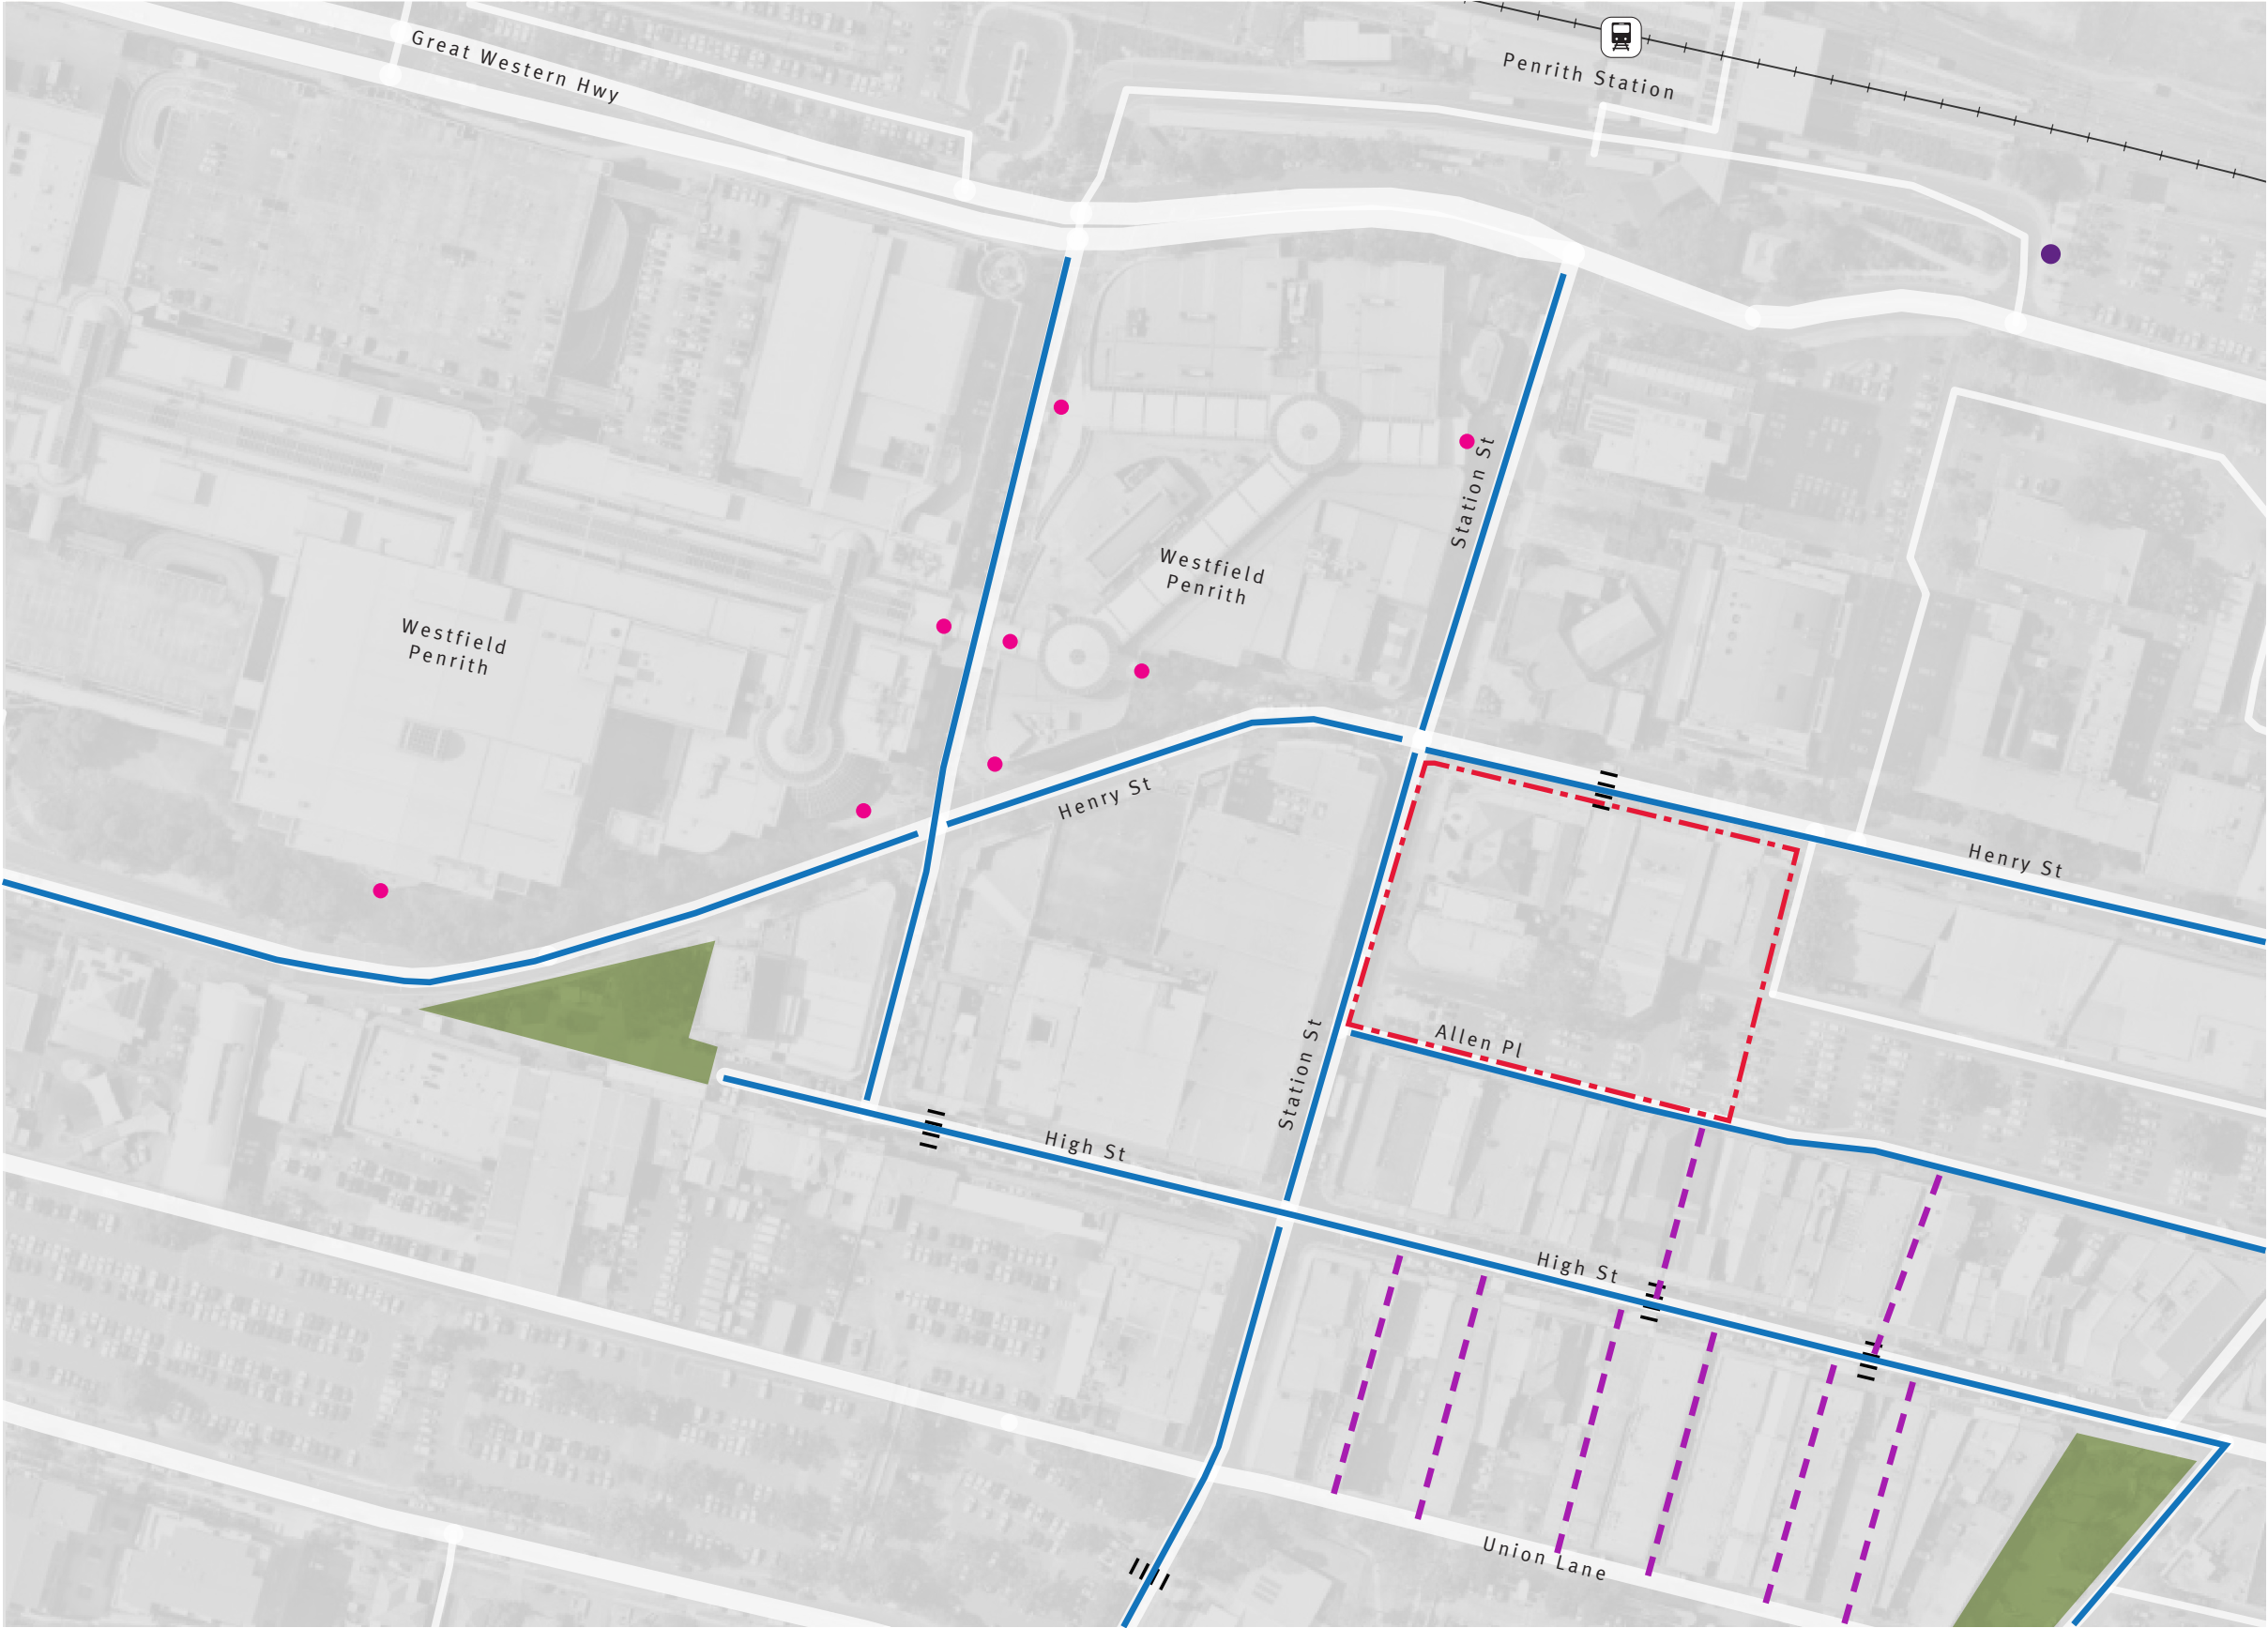 Great Western Hwy
Penrith Station
Station St
Westfield
Penrith
Westfield
Penrith
Henry St
Henry St
Allen Pl
Station St
High St
High St
Union Lane